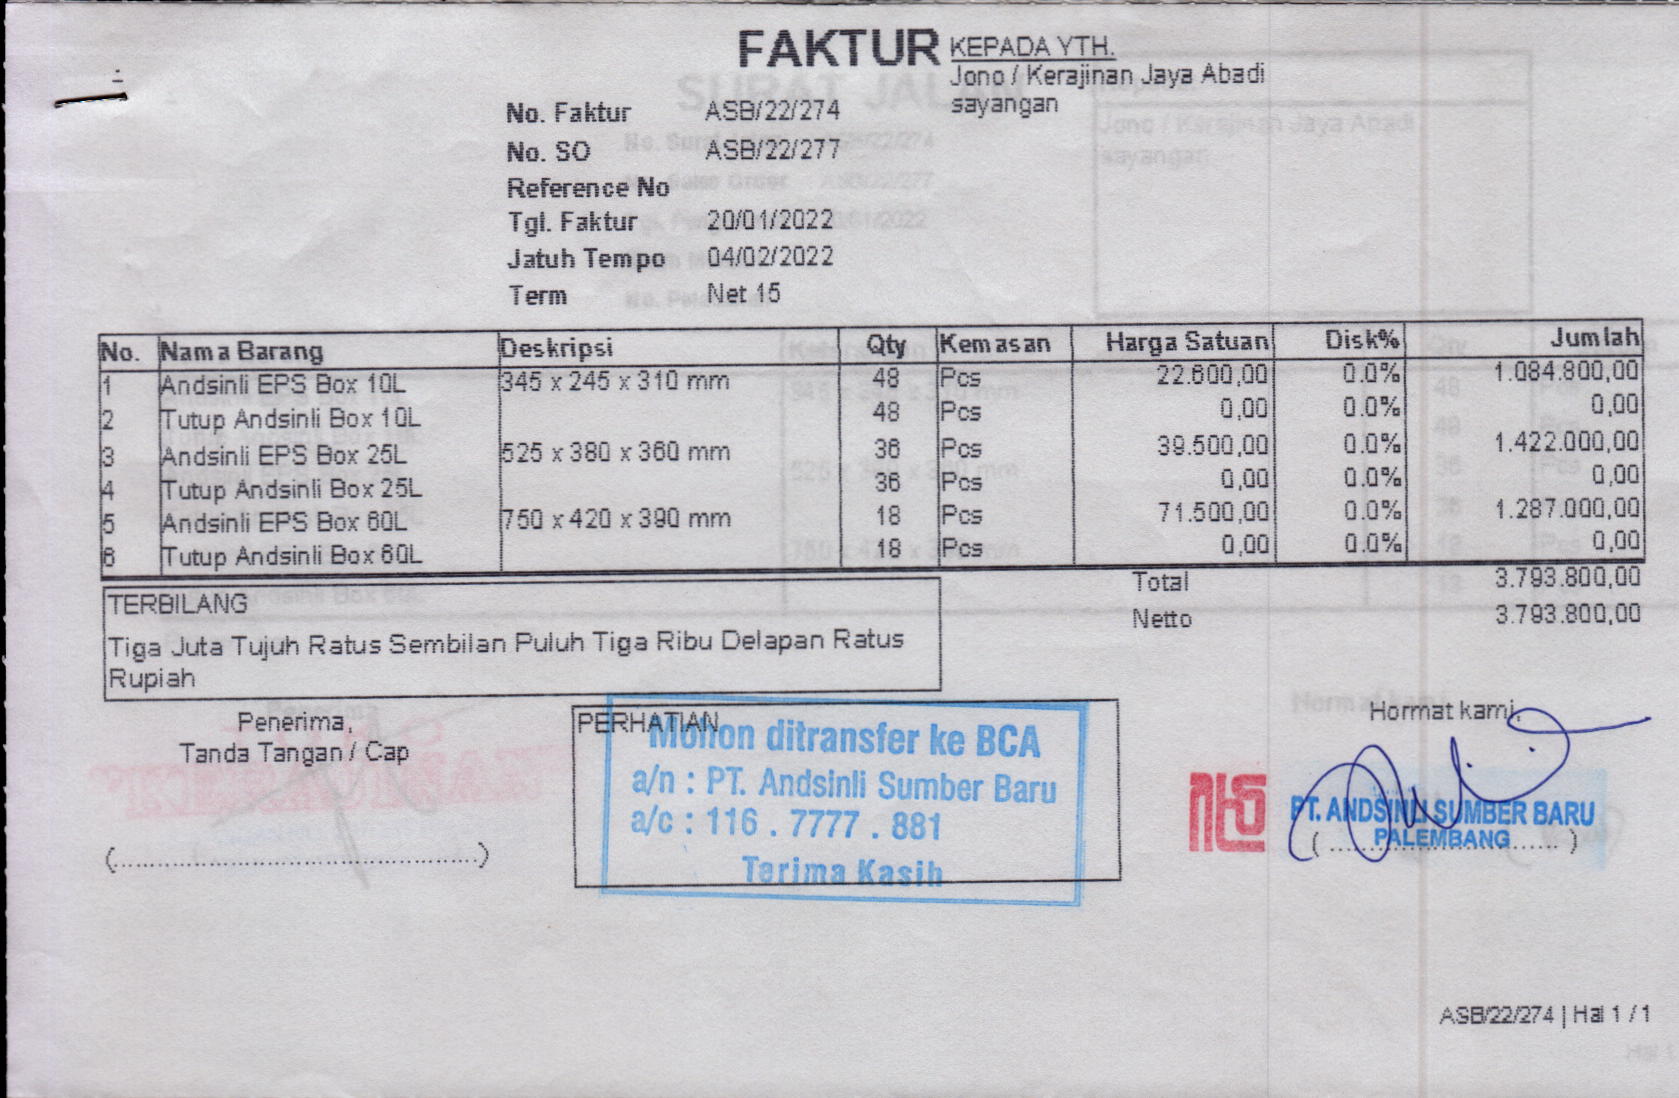 FAKTUR
KEPADA YTH.
Jono / Kerajinan Jaya Abadi
sayangan
No. Faktur ASB/22/274
No. SO ASB/22/277
Reference No
Tgl. Faktur 20/01/2022
Jatuh Tempo 04/02/2022
Term Net 15
No. Nama Barang Deskripsi Qty Kemasan Harga Satuan Disk% Jumlah
1 Andsinli EPS Box 10L 345 x 245 x 310 mm 48 Pcs 22.600,00 0.0% 1.084.800,00
2 Tutup Andsinli Box 10L 48 Pcs 0,00 0.0% 0,00
3 Andsinli EPS Box 25L 525 x 380 x 360 mm 36 Pcs 39.500,00 0.0% 1.422.000,00
4 Tutup Andsinli Box 25L 36 Pcs 0,00 0.0% 0,00
5 Andsinli EPS Box 60L 750 x 420 x 390 mm 18 Pcs 71.500,00 0.0% 1.287.000,00
6 Tutup Andsinli Box 60L 18 Pcs 0,00 0.0% 0,00
Total 3.793.800,00
Netto 3.793.800,00
TERBILANG
Tiga Juta Tujuh Ratus Sembilan Puluh Tiga Ribu Delapan Ratus
Rupiah
Penerima,
Tanda Tangan / Cap
(................................................)
PERHATIAN
Mohon ditransfer ke BCA
a/n : PT. Andsinli Sumber Baru
a/c : 116 . 7777 . 881
Terima Kasih
Hormat kami,
PT. ANDSINLI SUMBER BARU
PALEMBANG
ASB/22/274 | Hal 1 / 1